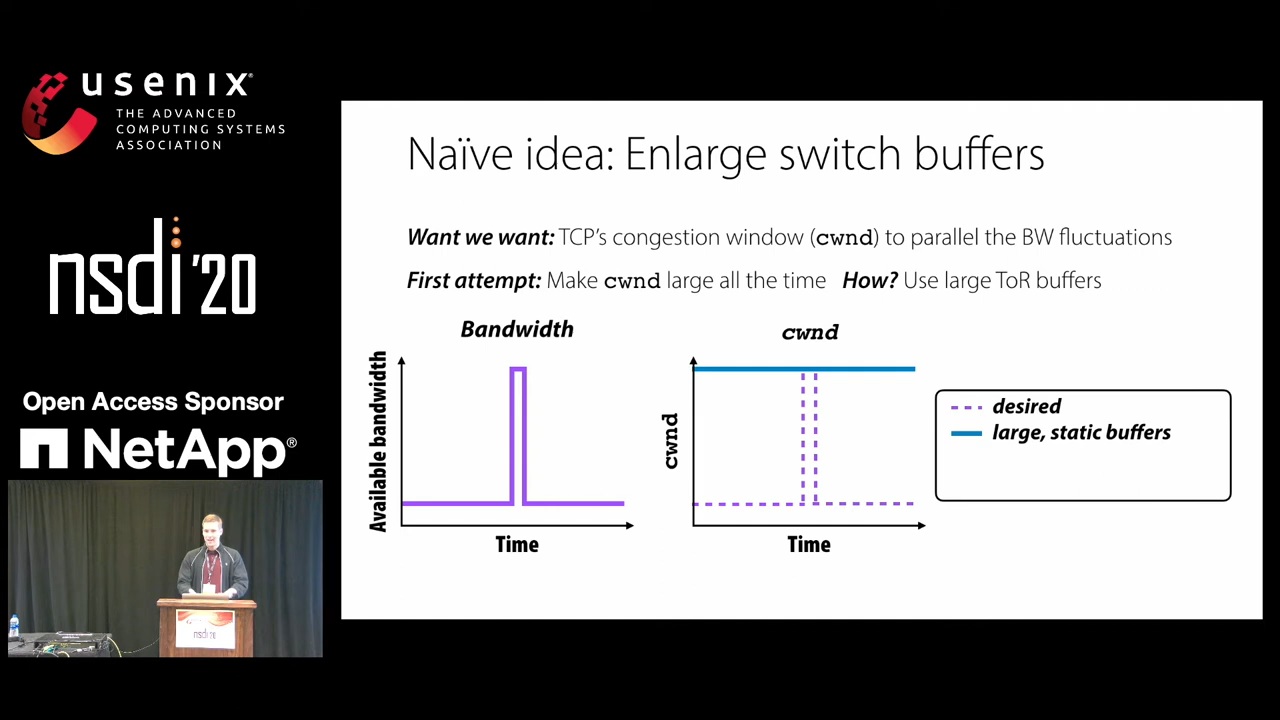 usenix®
THE ADVANCED
COMPUTING SYSTEMS
ASSOCIATION
nsdi '20
Open Access Sponsor
NetApp®
nsdi '20
Naïve idea: Enlarge switch buffers
Want we want: TCP's congestion window (cwnd) to parallel the BW fluctuations
First attempt: Make cwnd large all the time How? Use large ToR buffers
Bandwidth
Available bandwidth
Time
cwnd
cwnd
Time
desired
large, static buffers